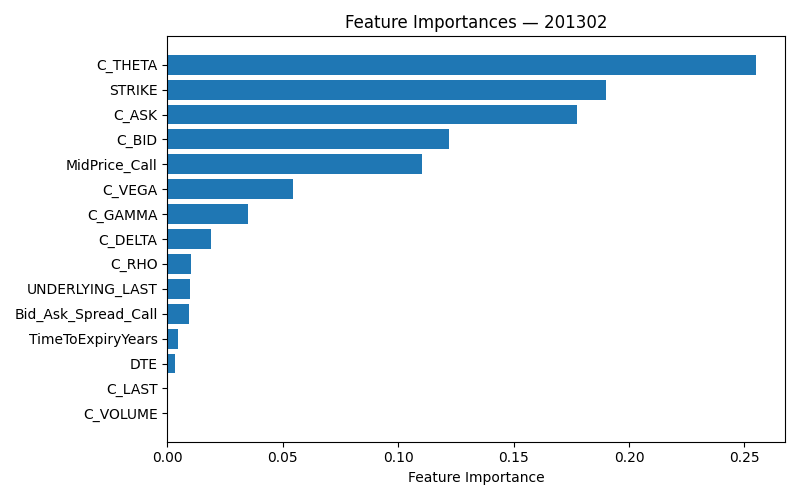 Feature Importances — 201302
C_THETA
STRIKE
C_ASK
C_BID
MidPrice_Call
C_VEGA
C_GAMMA
C_DELTA
C_RHO
UNDERLYING_LAST
Bid_Ask_Spread_Call
TimeToExpiryYears
DTE
C_LAST
C_VOLUME
0.00 0.05 0.10 0.15 0.20 0.25
Feature Importance